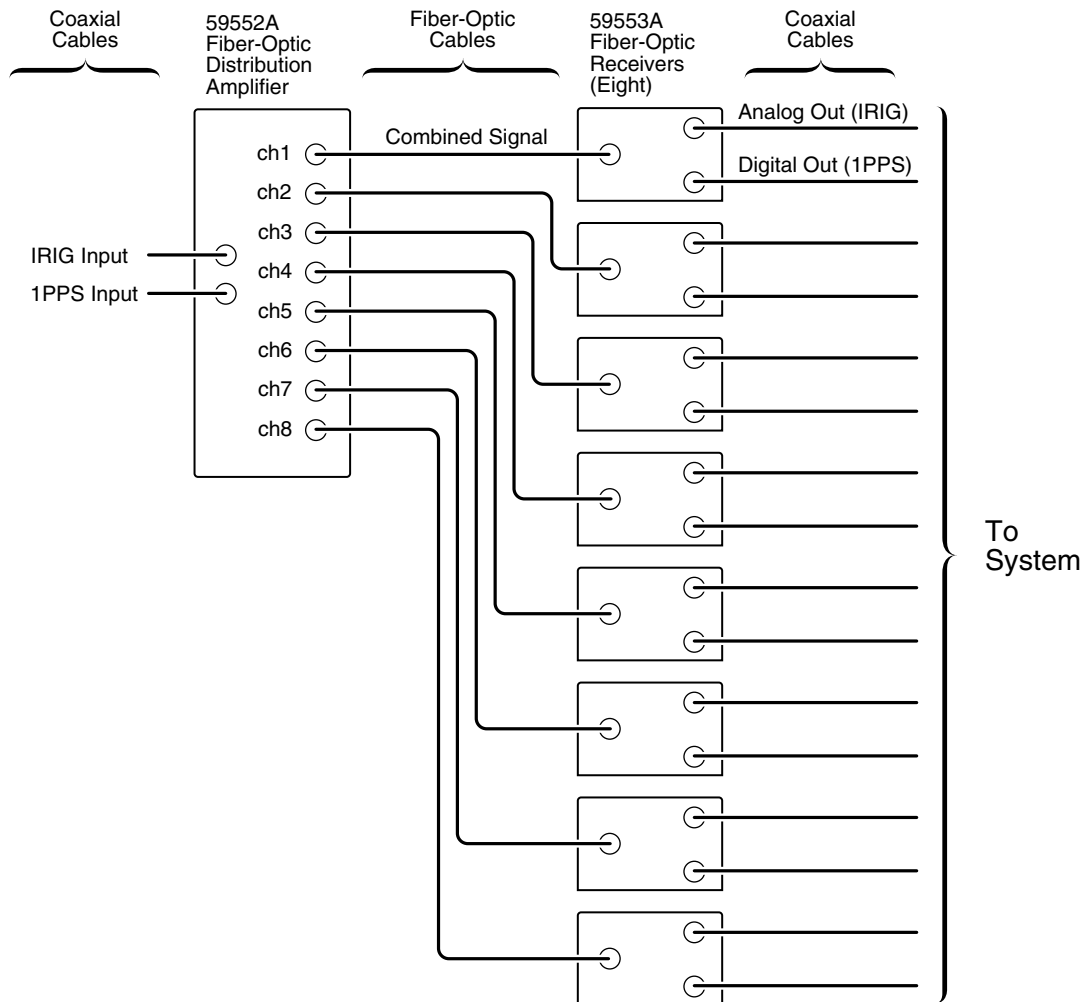 Coaxial
Cables
59552A
Fiber-Optic
Distribution
Amplifier
Fiber-Optic
Cables
59553A
Fiber-Optic
Receivers
(Eight)
Coaxial
Cables
Analog Out (IRIG)
Combined Signal
ch1
Digital Out (1PPS)
ch2
ch3
IRIG Input
ch4
1PPS Input
ch5
ch6
ch7
ch8
To
System